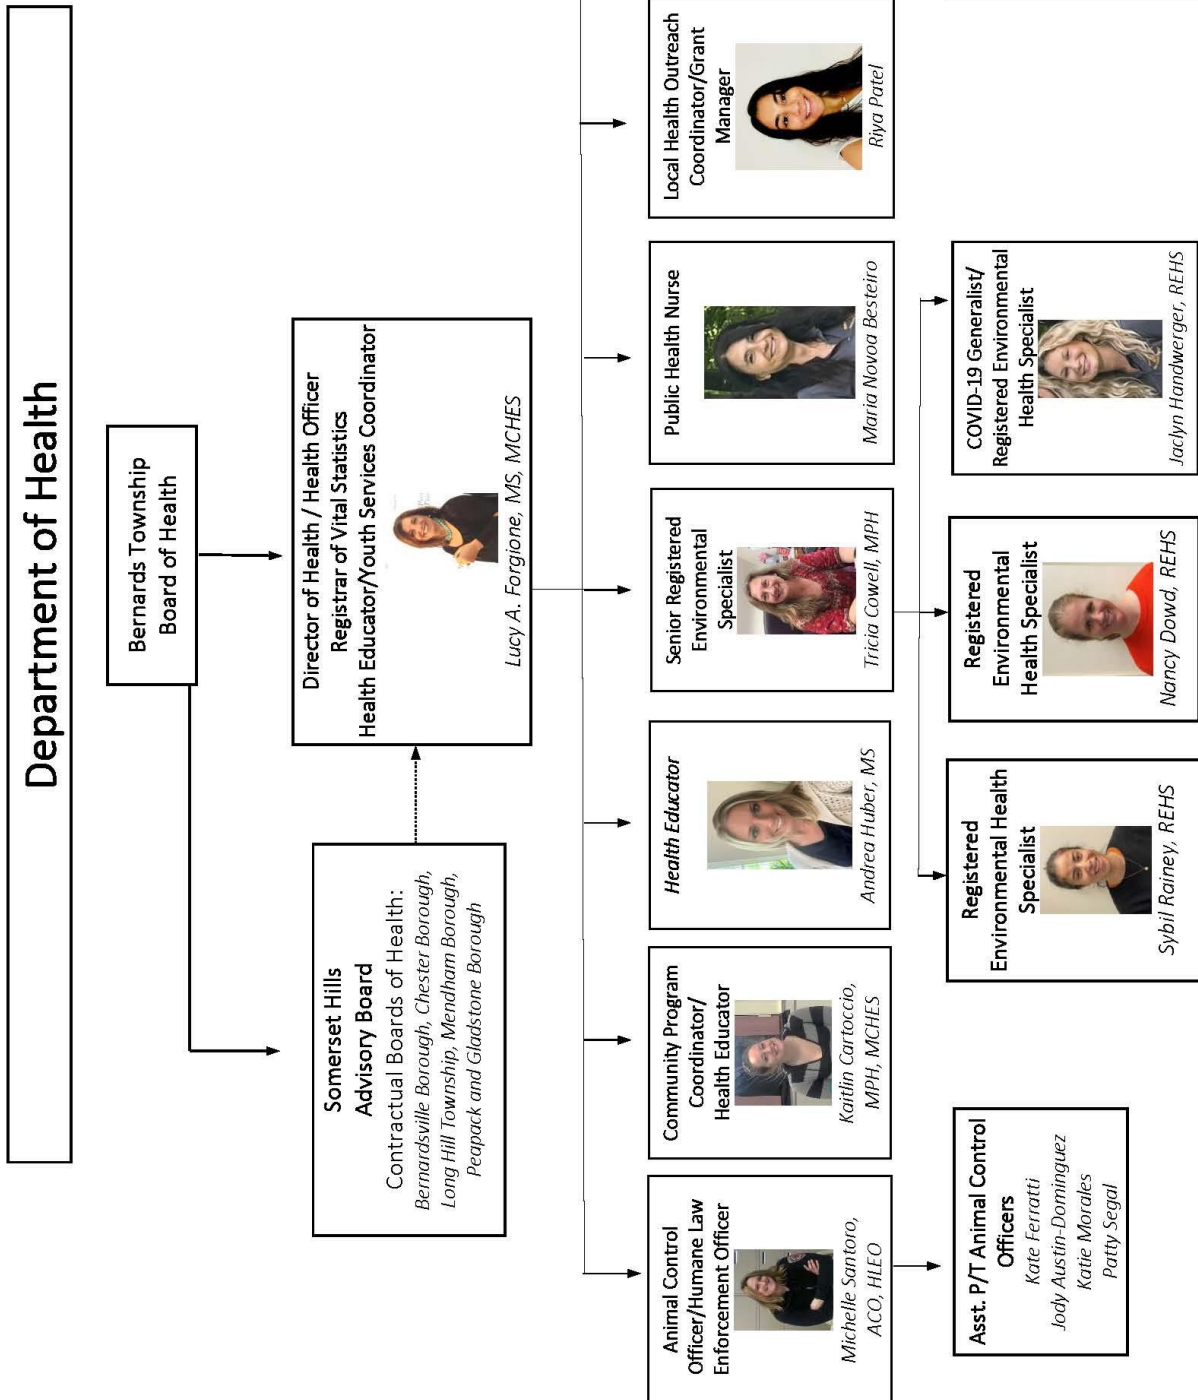 Department of Health
Bernards Township
Board of Health
Somerset Hills
Advisory Board
Contractual Boards of Health:
Bernardsville Borough, Chester Borough,
Long Hill Township, Mendham Borough,
Peapack and Gladstone Borough
Director of Health / Health Officer
Registrar of Vital Statistics
Health Educator/Youth Services Coordinator
Lucy A. Forgione, MS, MCHES
Animal Control
Officer/Humane Law
Enforcement Officer
Michelle Santoro,
ACO, HLEO
Community Program
Coordinator/
Health Educator
Kaitlin Cartoccio,
MPH, MCHES
Health Educator
Andrea Huber, MS
Senior Registered
Environmental
Specialist
Tricia Cowell, MPH
Public Health Nurse
Maria Novoa Besteiro
Local Health Outreach
Coordinator/Grant
Manager
Riya Patel
Asst. P/T Animal Control
Officers
Kate Ferratti
Jody Austin-Dominguez
Katie Morales
Patty Segal
Registered
Environmental Health
Specialist
Sybil Rainey, REHS
Registered
Environmental
Health Specialist
Nancy Dowd, REHS
COVID-19 Generalist/
Registered Environmental
Health Specialist
Jaclyn Handwerger, REHS